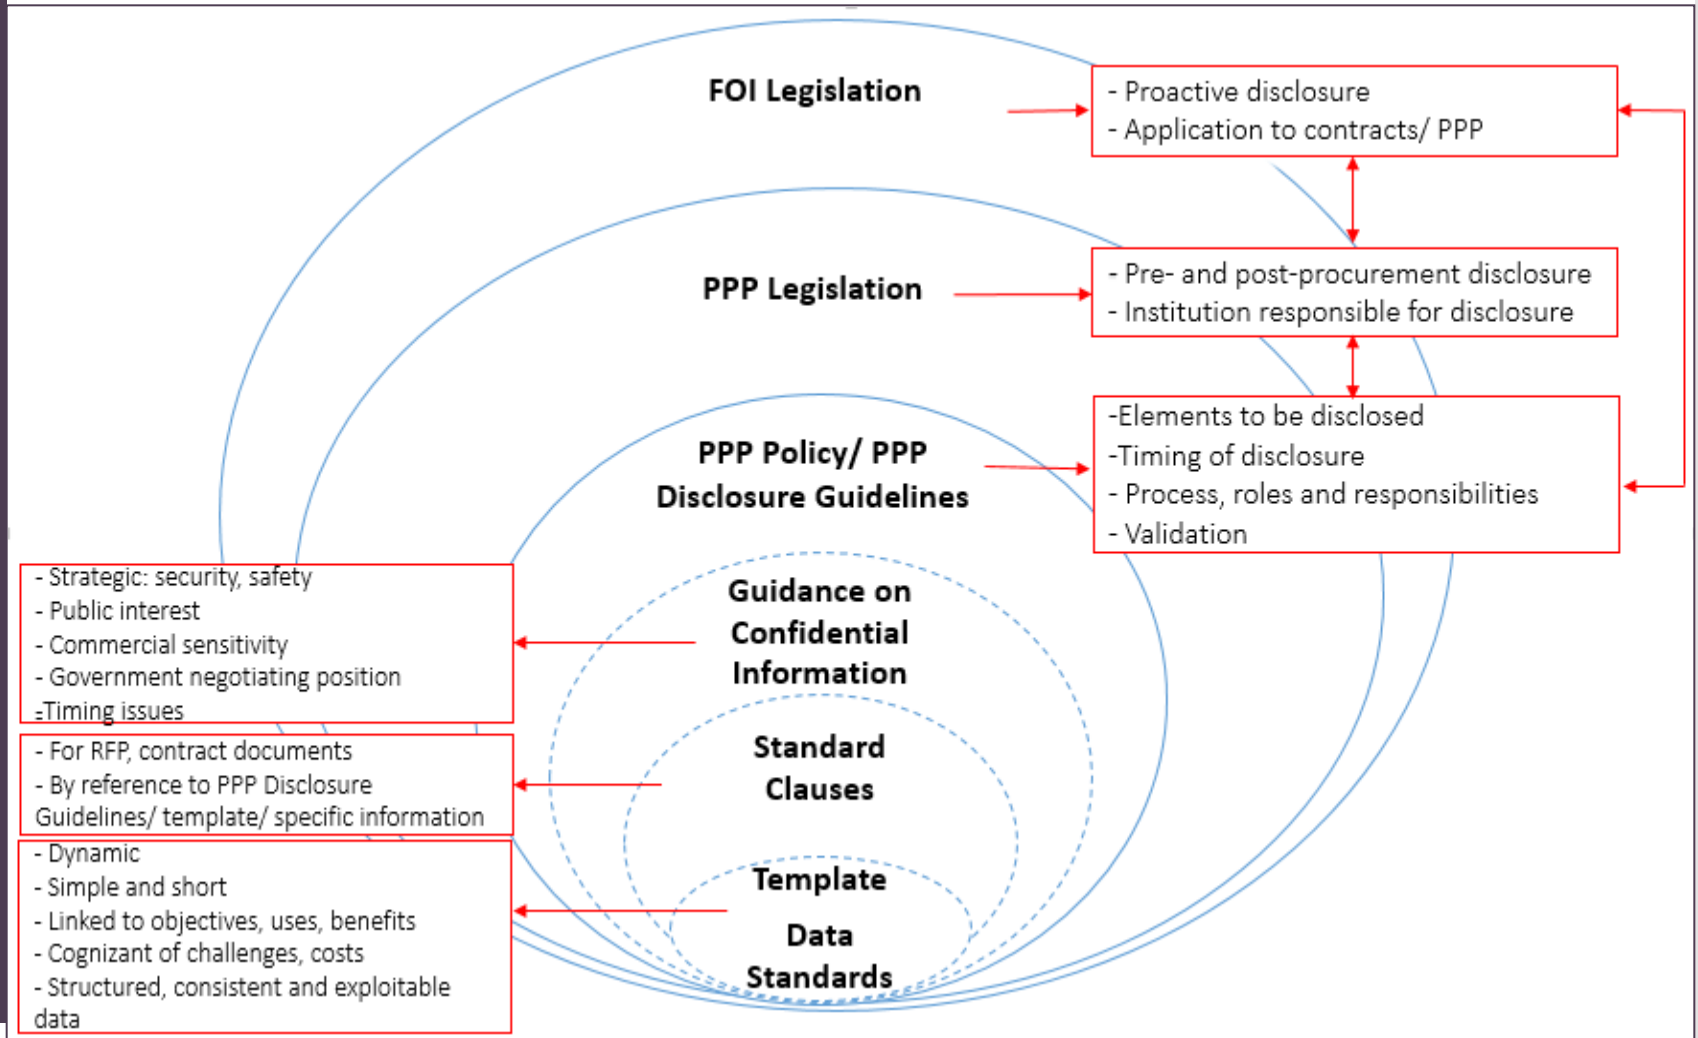 FOI Legislation
- Proactive disclosure
- Application to contracts/ PPP
PPP Legislation
- Pre- and post-procurement disclosure
- Institution responsible for disclosure
PPP Policy/ PPP
Disclosure Guidelines
-Elements to be disclosed
-Timing of disclosure
- Process, roles and responsibilities
- Validation
Guidance on
Confidential
Information
- Strategic: security, safety
- Public interest
- Commercial sensitivity
- Government negotiating position
-Timing issues
Standard
Clauses
- For RFP, contract documents
- By reference to PPP Disclosure
Guidelines/ template/ specific information
Template
Data
Standards
- Dynamic
- Simple and short
- Linked to objectives, uses, benefits
- Cognizant of challenges, costs
- Structured, consistent and exploitable
data